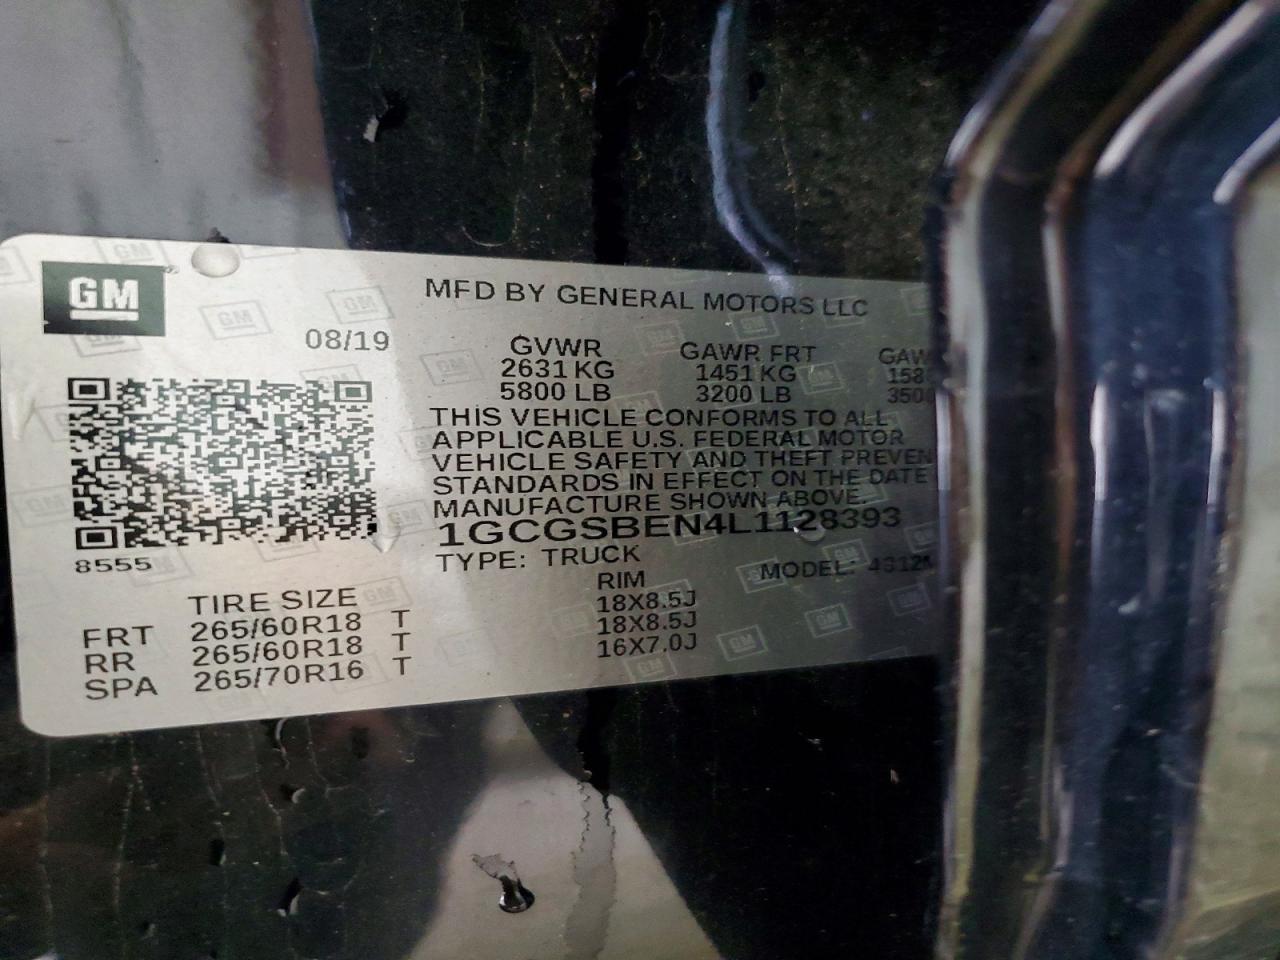 GM
MFD BY GENERAL MOTORS LLC
08/19
GVWR GAWR FRT
2631 KG 1451 KG
5800 LB 3200 LB
THIS VEHICLE CONFORMS TO ALL
APPLICABLE U.S. FEDERAL MOTOR
VEHICLE SAFETY AND THEFT PREVEN
STANDARDS IN EFFECT ON THE DATE
MANUFACTURE SHOWN ABOVE.
1GCGSBEN4L1128393
8555
TYPE: TRUCK MODEL:
TIRE SIZE RIM
FRT 265/60R18 T 18X8.5J
RR 265/60R18 T 18X8.5J
SPA 265/70R16 T 16X7.0J